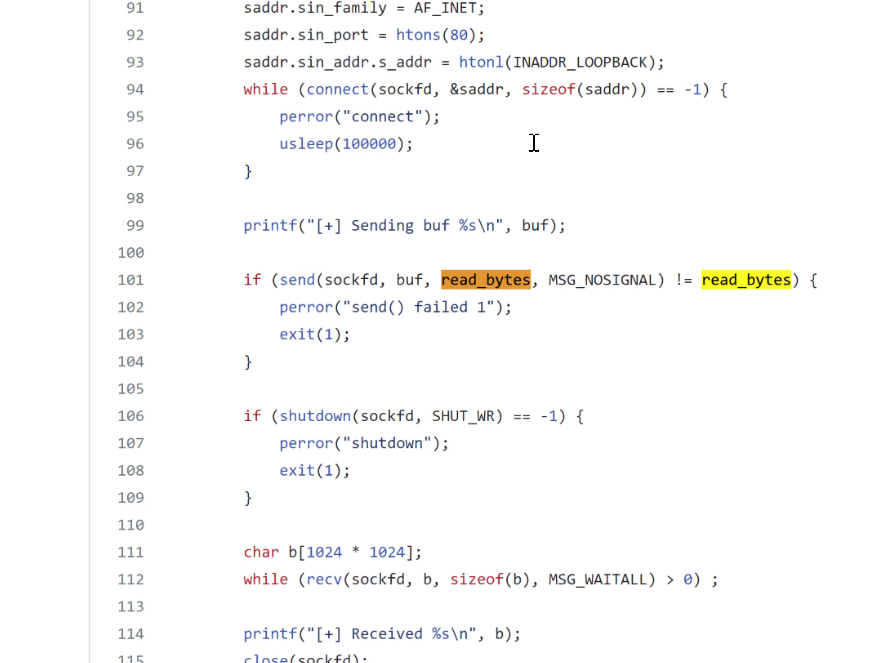 91 saddr.sin_family = AF_INET;
92 saddr.sin_port = htons(80);
93 saddr.sin_addr.s_addr = htonl(INADDR_LOOPBACK);
94 while (connect(sockfd, &saddr, sizeof(saddr)) == -1) {
95 perror("connect");
96 usleep(100000);
97 }
98
99 printf("[+] Sending buf %s\n", buf);
100
101 if (send(sockfd, buf, read_bytes, MSG_NOSIGNAL) != read_bytes) {
102 perror("send() failed 1");
103 exit(1);
104 }
105
106 if (shutdown(sockfd, SHUT_WR) == -1) {
107 perror("shutdown");
108 exit(1);
109 }
110
111 char b[1024 * 1024];
112 while (recv(sockfd, b, sizeof(b), MSG_WAITALL) > 0) ;
113
114 printf("[+] Received %s\n", b);
115 close(sockfd);